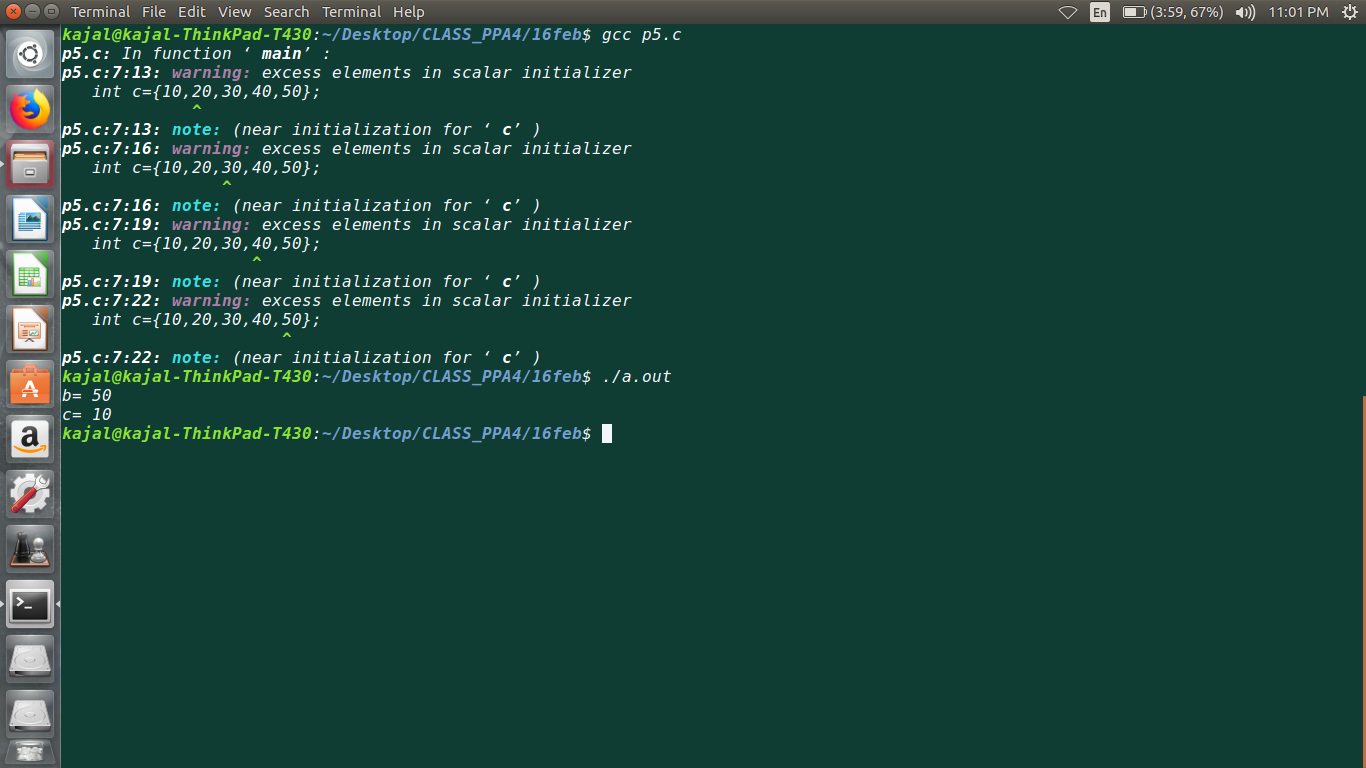 Terminal File Edit View Search Terminal Help En (3:59, 67%) 11:01 PM
kajal@kajal-ThinkPad-T430:~/Desktop/CLASS_PPA4/16feb$ gcc p5.c
p5.c: In function ‘ main’ :
p5.c:7:13: warning: excess elements in scalar initializer
   int c={10,20,30,40,50};
             ^
p5.c:7:13: note: (near initialization for ‘ c’ )
p5.c:7:16: warning: excess elements in scalar initializer
   int c={10,20,30,40,50};
                ^
p5.c:7:16: note: (near initialization for ‘ c’ )
p5.c:7:19: warning: excess elements in scalar initializer
   int c={10,20,30,40,50};
                   ^
p5.c:7:19: note: (near initialization for ‘ c’ )
p5.c:7:22: warning: excess elements in scalar initializer
   int c={10,20,30,40,50};
                      ^
p5.c:7:22: note: (near initialization for ‘ c’ )
kajal@kajal-ThinkPad-T430:~/Desktop/CLASS_PPA4/16feb$ ./a.out
b= 50
c= 10
kajal@kajal-ThinkPad-T430:~/Desktop/CLASS_PPA4/16feb$